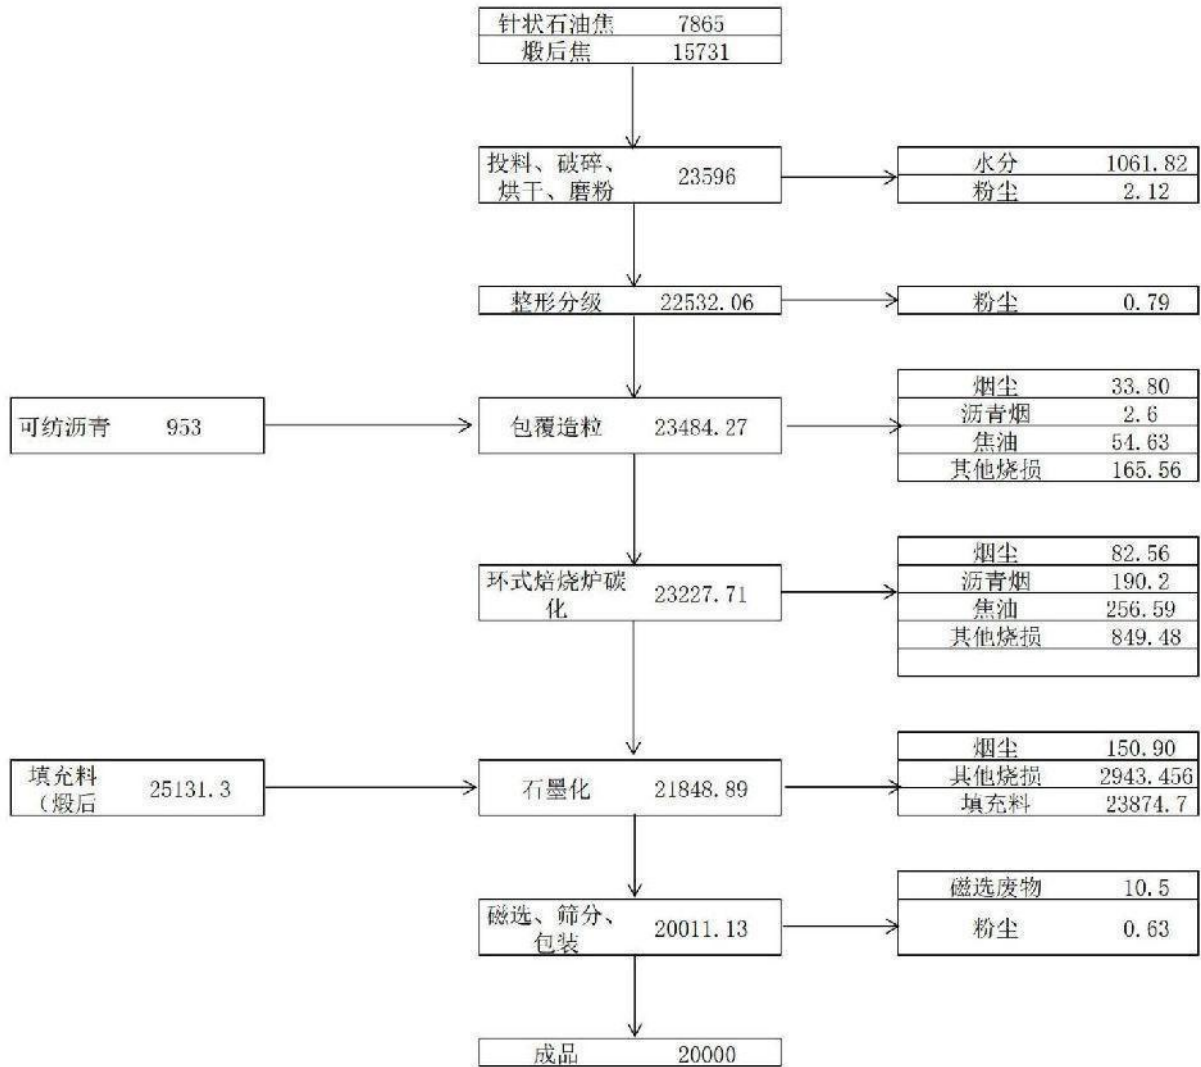 针状石油焦 7865
煅后焦 15731
投料、破碎、
烘干、磨粉
23596
水分 1061.82
粉尘 2.12
整形分级 22532.06
粉尘 0.79
可纺沥青 953
包覆造粒 23484.27
烟尘 33.80
沥青烟 2.6
焦油 54.63
其他烧损 165.56
环式焙烧炉碳
化
23227.71
烟尘 82.56
沥青烟 190.2
焦油 256.59
其他烧损 849.48
填充料
（煅后
25131.3
石墨化 21848.89
烟尘 150.90
其他烧损 2943.456
填充料 23874.7
磁选、筛分、
包装
20011.13
磁选废物 10.5
粉尘 0.63
成品 20000